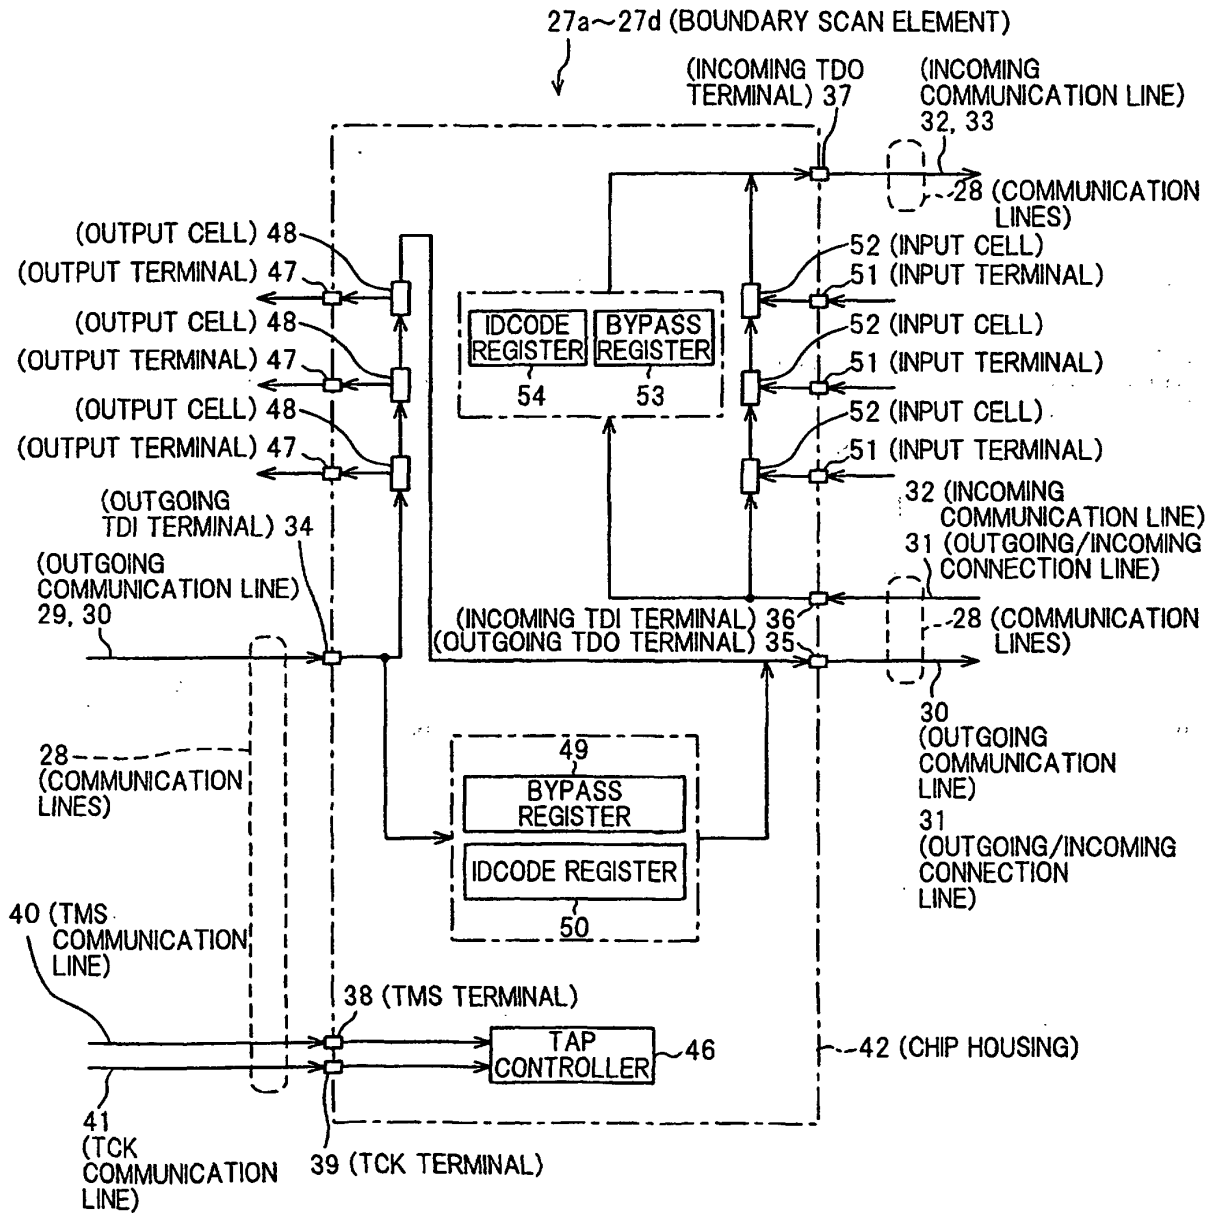 27a～27d (BOUNDARY SCAN ELEMENT)
(INCOMING TDO
TERMINAL) 37
(INCOMING
COMMUNICATION LINE)
32, 33
28 (COMMUNICATION
LINES)
(OUTPUT CELL) 48
(OUTPUT TERMINAL) 47
(OUTPUT CELL) 48
(OUTPUT TERMINAL) 47
(OUTPUT CELL) 48
(OUTPUT TERMINAL) 47
52 (INPUT CELL)
51 (INPUT TERMINAL)
52 (INPUT CELL)
51 (INPUT TERMINAL)
52 (INPUT CELL)
51 (INPUT TERMINAL)
IDCODE
REGISTER
54
BYPASS
REGISTER
53
(OUTGOING
TDI TERMINAL) 34
(OUTGOING
COMMUNICATION LINE)
29, 30
32 (INCOMING
COMMUNICATION LINE)
31 (OUTGOING/INCOMING
CONNECTION LINE)
(INCOMING TDI TERMINAL) 36
(OUTGOING TDO TERMINAL) 35
28 (COMMUNICATION
LINES)
30
(OUTGOING
COMMUNICATION
LINE)
31
(OUTGOING/INCOMING
CONNECTION
LINE)
28
(COMMUNICATION
LINES)
49
BYPASS
REGISTER
IDCODE REGISTER
50
40 (TMS
COMMUNICATION
LINE)
38 (TMS TERMINAL)
TAP
CONTROLLER
46
42 (CHIP HOUSING)
41
(TCK
COMMUNICATION
LINE)
39 (TCK TERMINAL)